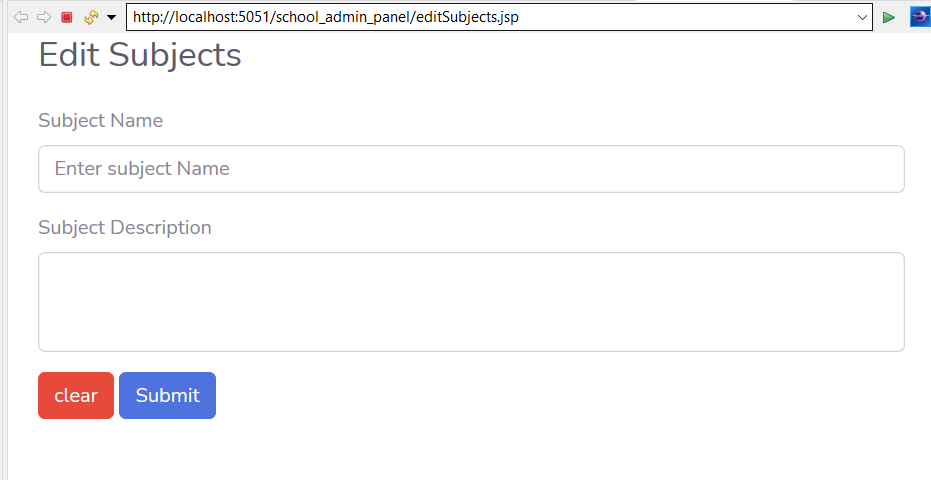 http://localhost:5051/school_admin_panel/editSubjects.jsp
Edit Subjects
Subject Name
Enter subject Name
Subject Description
clear Submit